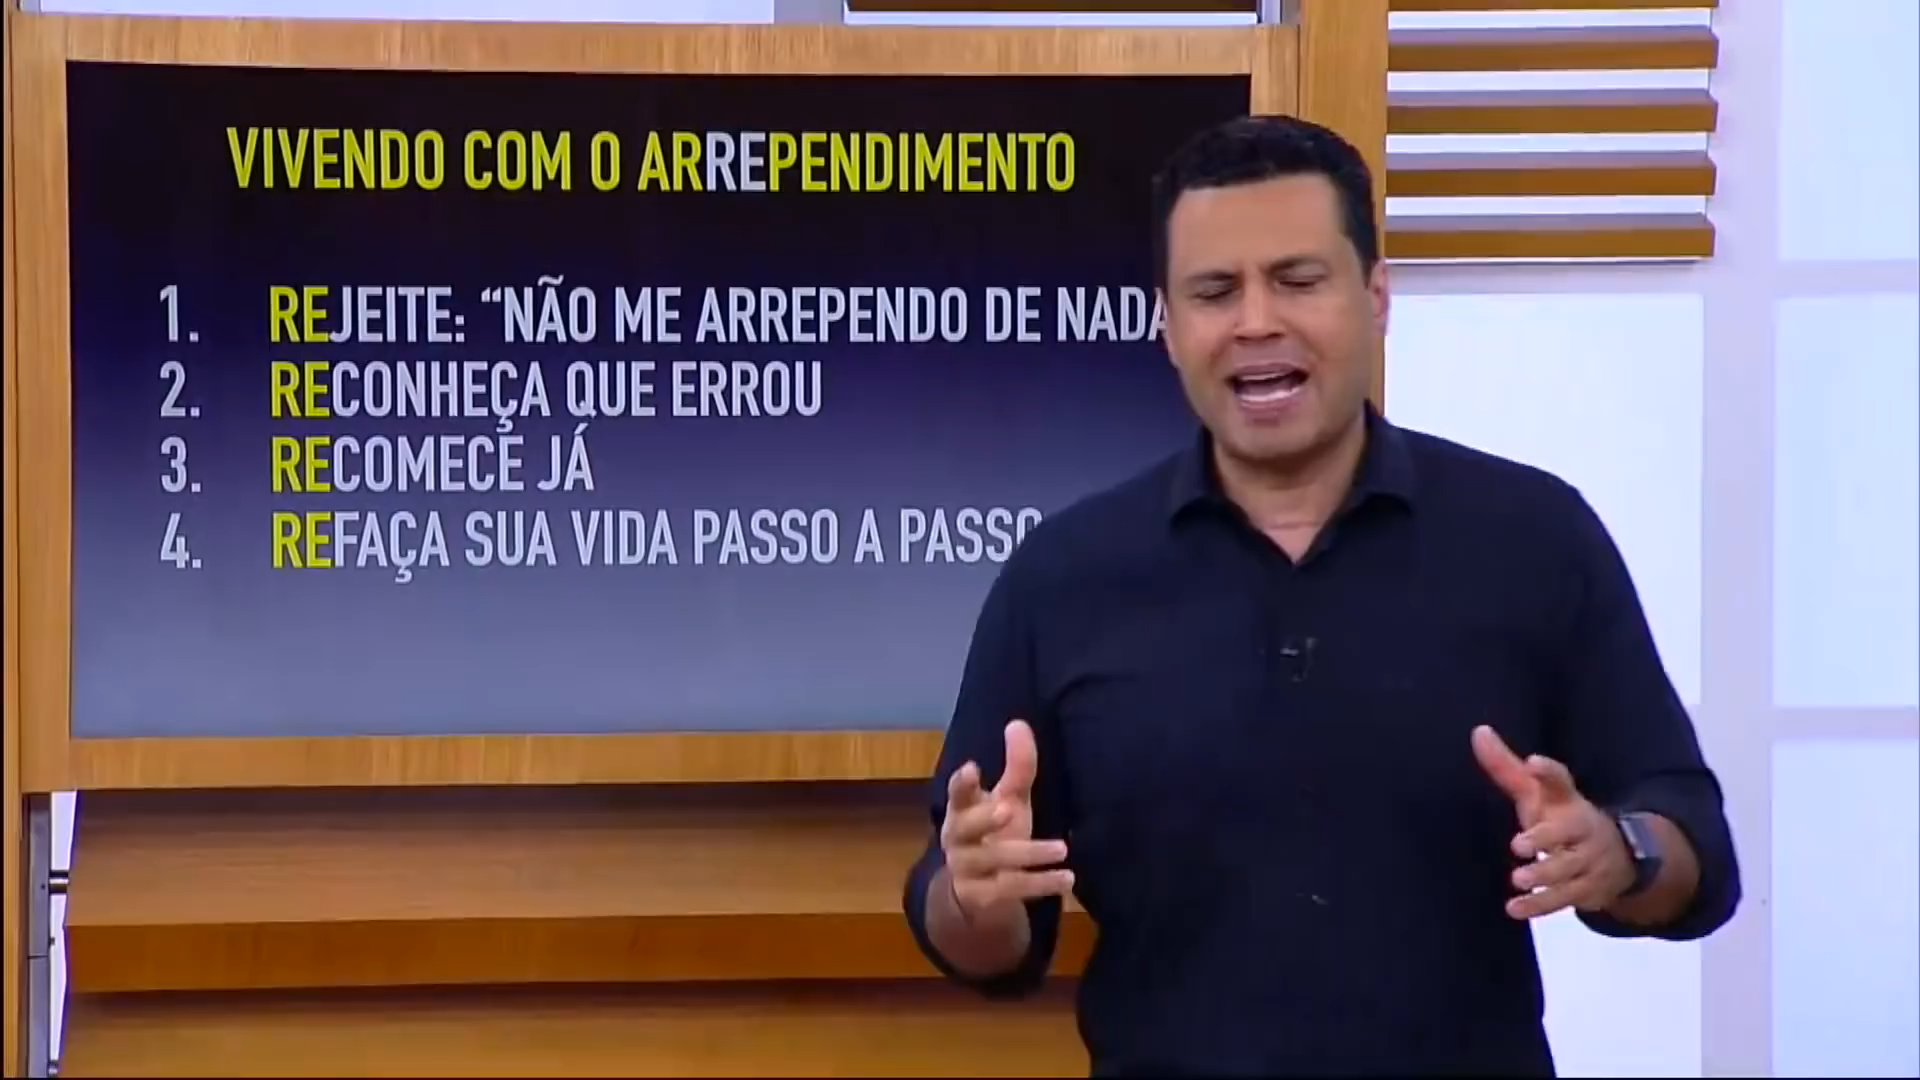 VIVENDO COM O ARREPENDIMENTO
1. REJEITE: “NÃO ME ARREPENDO DE NADA
2. RECONHEÇA QUE ERROU
3. RECOMECE JÁ
4. REFAÇA SUA VIDA PASSO A PASSO